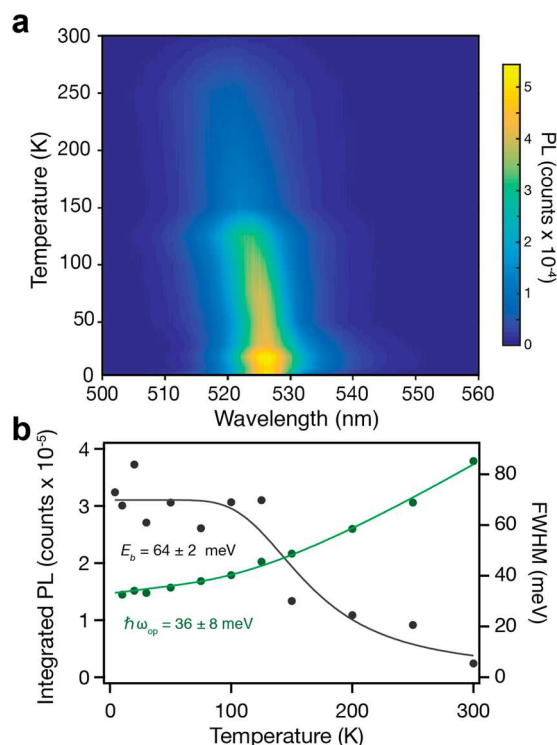 a
300
250
200
150
100
50
0
Temperature (K)
500 510 520 530 540 550 560
Wavelength (nm)
5
4
3
2
1
0
PL (counts x 10⁻⁴)
b
4
3
2
1
0
Integrated PL (counts x 10⁻⁵)
E_b = 64 ± 2 meV
ℏω_op = 36 ± 8 meV
80
60
40
20
0
FWHM (meV)
0 100 200 300
Temperature (K)